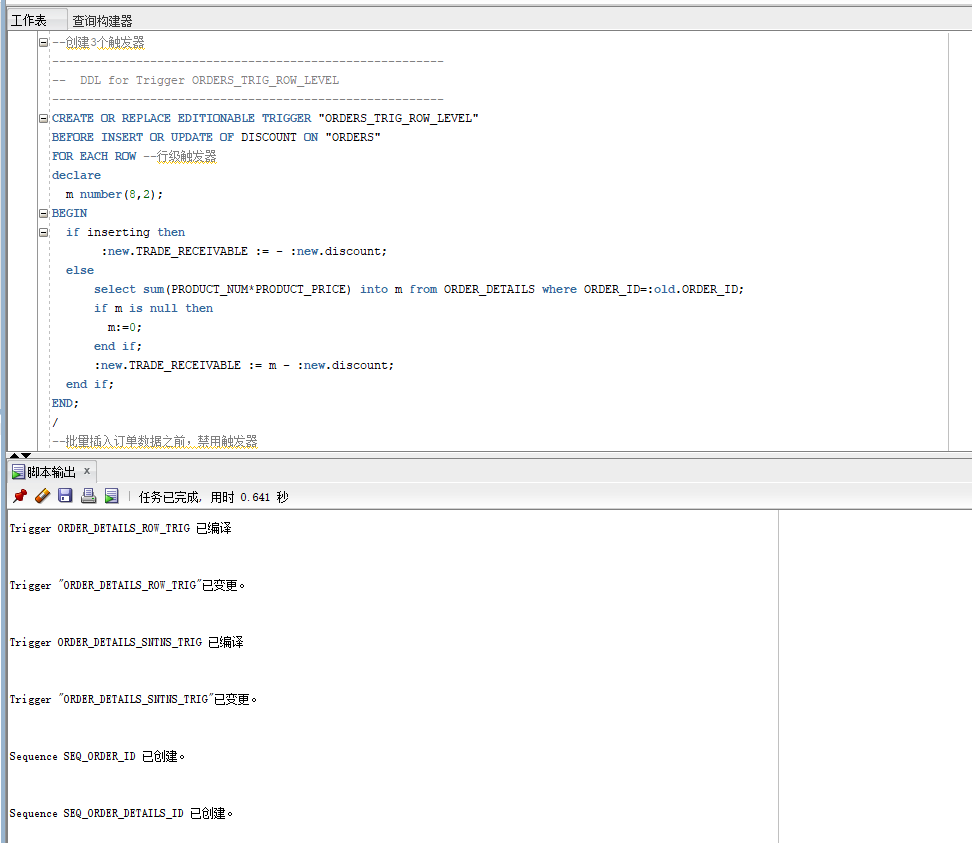 工作表 查询构建器
--创建3个触发器
--------------------------------------------------------
--  DDL for Trigger ORDERS_TRIG_ROW_LEVEL
--------------------------------------------------------
CREATE OR REPLACE EDITIONABLE TRIGGER "ORDERS_TRIG_ROW_LEVEL"
BEFORE INSERT OR UPDATE OF DISCOUNT ON "ORDERS"
FOR EACH ROW --行级触发器
declare
  m number(8,2);
BEGIN
  if inserting then
       :new.TRADE_RECEIVABLE := - :new.discount;
  else
      select sum(PRODUCT_NUM*PRODUCT_PRICE) into m from ORDER_DETAILS where ORDER_ID=:old.ORDER_ID;
      if m is null then
        m:=0;
      end if;
      :new.TRADE_RECEIVABLE := m - :new.discount;
  end if;
END;
/
--批量插入订单数据之前，禁用触发器
脚本输出 x
任务已完成, 用时 0.641 秒
Trigger ORDER_DETAILS_ROW_TRIG 已编译
Trigger "ORDER_DETAILS_ROW_TRIG"已变更。
Trigger ORDER_DETAILS_SNTNS_TRIG 已编译
Trigger "ORDER_DETAILS_SNTNS_TRIG"已变更。
Sequence SEQ_ORDER_ID 已创建。
Sequence SEQ_ORDER_DETAILS_ID 已创建。